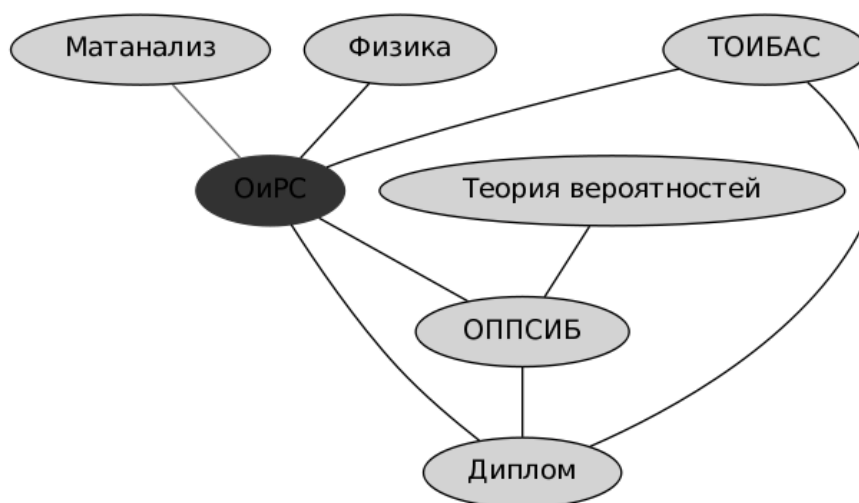 Матанализ
Физика
ТОИБАС
ОиРС
Теория вероятностей
ОППСИБ
Диплом